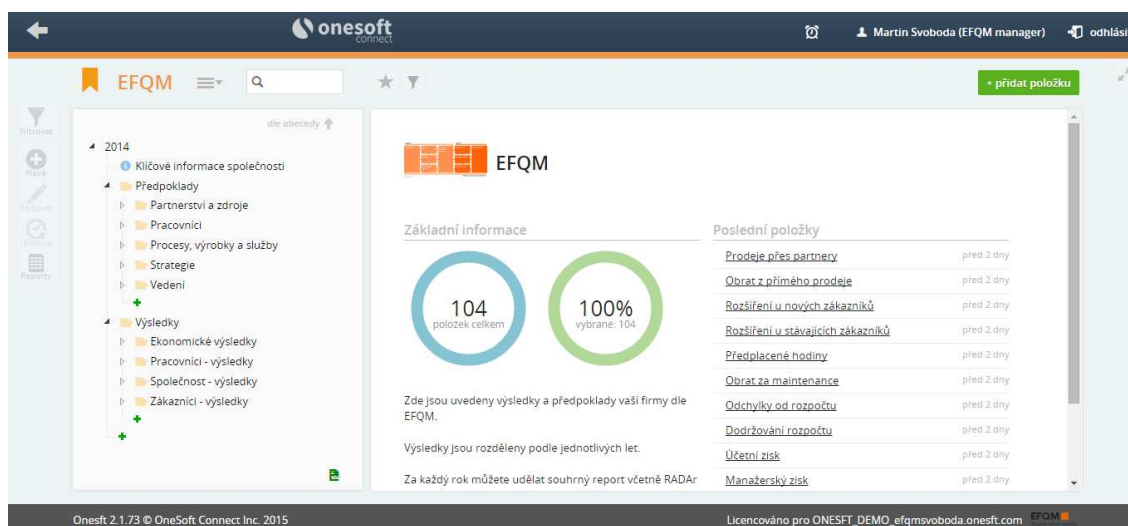 onesoft
connect
Martin Svoboda (EFQM manager)
odhlási
EFQM
+ přidat položku
Filtrovat
Nová
Editovat
Historie
Reporty
dle abecedy
2014
Klíčové informace společnosti
Předpoklady
Partnerství a zdroje
Pracovníci
Procesy, výrobky a služby
Strategie
Vedení
Výsledky
Ekonomické výsledky
Pracovníci - výsledky
Společnost - výsledky
Zákazníci - výsledky
EFQM
Základní informace
104
položek celkem
100%
vybrané: 104
Zde jsou uvedeny výsledky a předpoklady vaší firmy dle
EFQM.
Výsledky jsou rozděleny podle jednotlivých let.
Za každý rok můžete udělat souhrný report včetně RADAr
Poslední položky
Prodeje přes partnery před 2 dny
Obrat z přímého prodeje před 2 dny
Rozšíření u nových zákazníků před 2 dny
Rozšíření u stávajících zákazníků před 2 dny
Předplacené hodiny před 2 dny
Obrat za maintenance před 2 dny
Odchylky od rozpočtu před 2 dny
Dodržování rozpočtu před 2 dny
Účetní zisk před 2 dny
Manažerský zisk před 2 dny
Onesft 2.1.73 © OneSoft Connect Inc. 2015
Licencováno pro ONESFT_DEMO_efqmsvoboda.onesft.com
EFQM